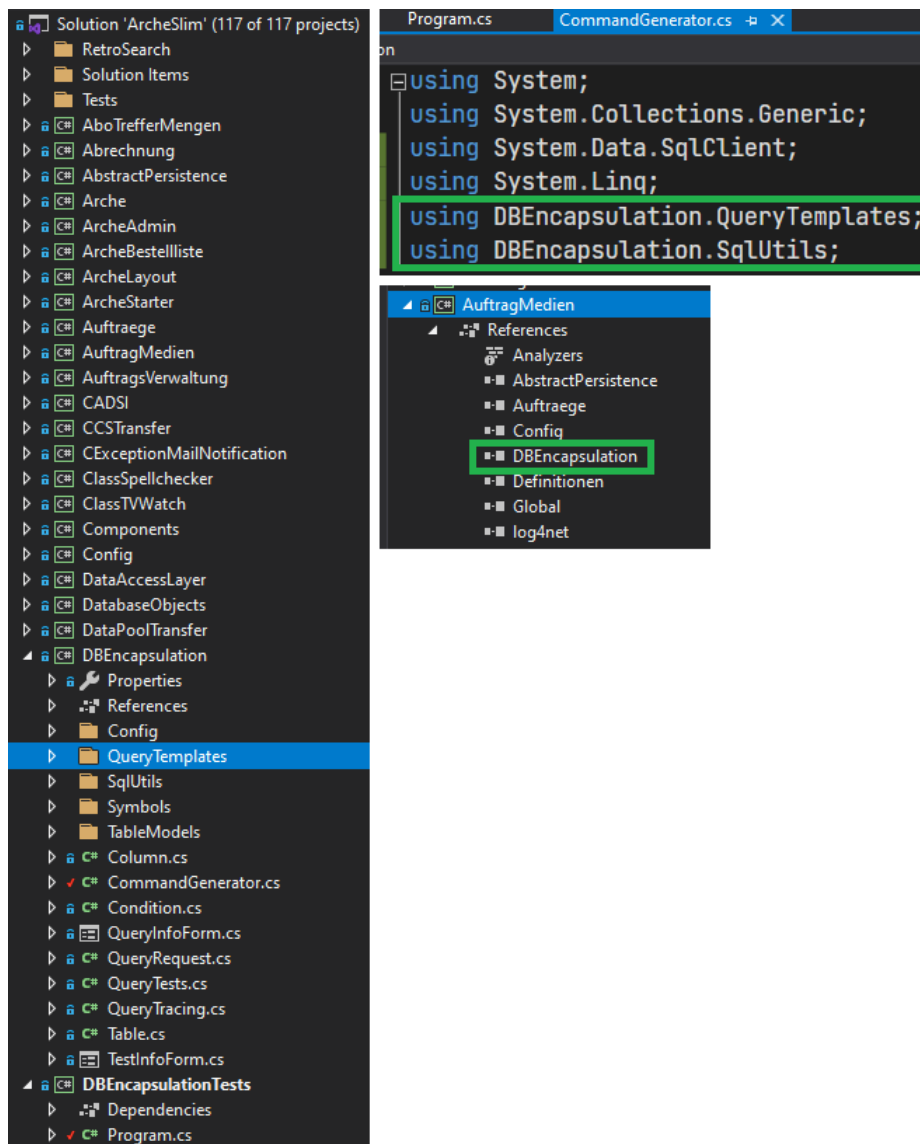 Solution 'ArcheSlim' (117 of 117 projects)
RetroSearch
Solution Items
Tests
C# AboTrefferMengen
C# Abrechnung
C# AbstractPersistence
C# Arche
C# ArcheAdmin
C# ArcheBestellliste
C# ArcheLayout
C# ArcheStarter
C# Auftraege
C# AuftragMedien
C# AuftragsVerwaltung
C# CADSI
C# CCSTransfer
C# CExceptionMailNotification
C# ClassSpellchecker
C# ClassTVWatch
C# Components
C# Config
C# DataAccessLayer
C# DatabaseObjects
C# DataPoolTransfer
C# DBEncapsulation
Properties
References
Config
QueryTemplates
SqlUtils
Symbols
TableModels
C# Column.cs
C# CommandGenerator.cs
C# Condition.cs
QueryInfoForm.cs
C# QueryRequest.cs
C# QueryTests.cs
C# QueryTracing.cs
C# Table.cs
TestInfoForm.cs
C# DBEncapsulationTests
Dependencies
C# Program.cs
Program.cs CommandGenerator.cs
on
using System;
using System.Collections.Generic;
using System.Data.SqlClient;
using System.Linq;
using DBEncapsulation.QueryTemplates;
using DBEncapsulation.SqlUtils;
C# AuftragMedien
References
Analyzers
AbstractPersistence
Auftraege
Config
DBEncapsulation
Definitionen
Global
log4net